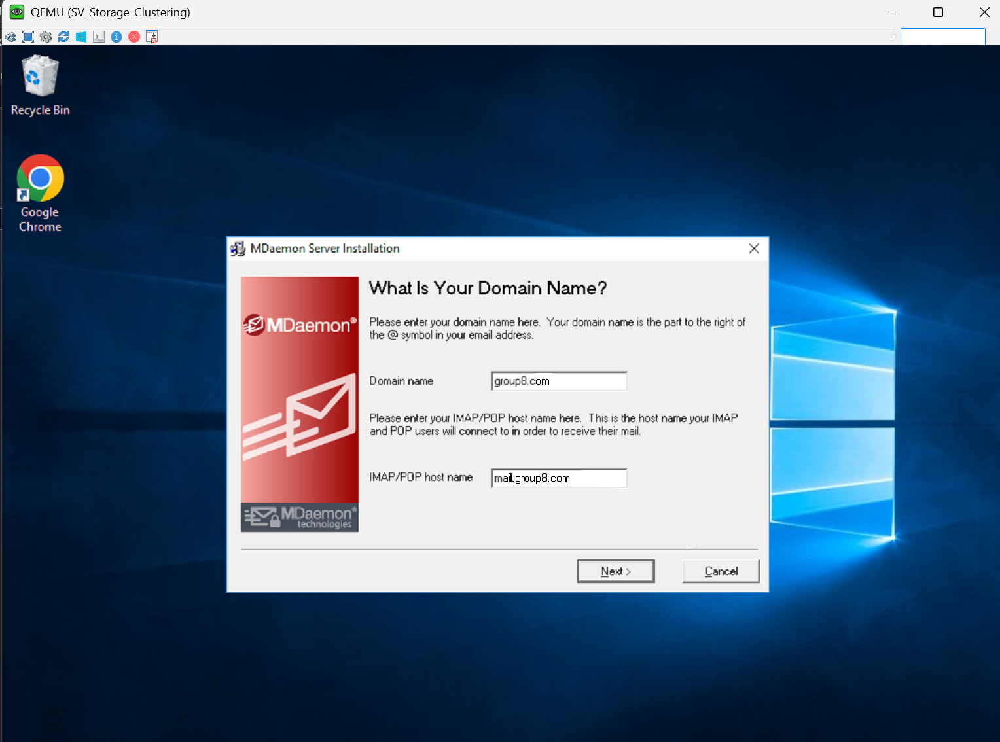 QEMU (SV_Storage_Clustering)
Recycle Bin
Google
Chrome
MDaemon Server Installation
MDaemon®
What Is Your Domain Name?
Please enter your domain name here. Your domain name is the part to the right of
the @ symbol in your email address.
Domain name
group8.com
Please enter your IMAP/POP host name here. This is the host name your IMAP
and POP users will connect to in order to receive their mail.
IMAP/POP host name
mail.group8.com
MDaemon®
technologies
Next >
Cancel